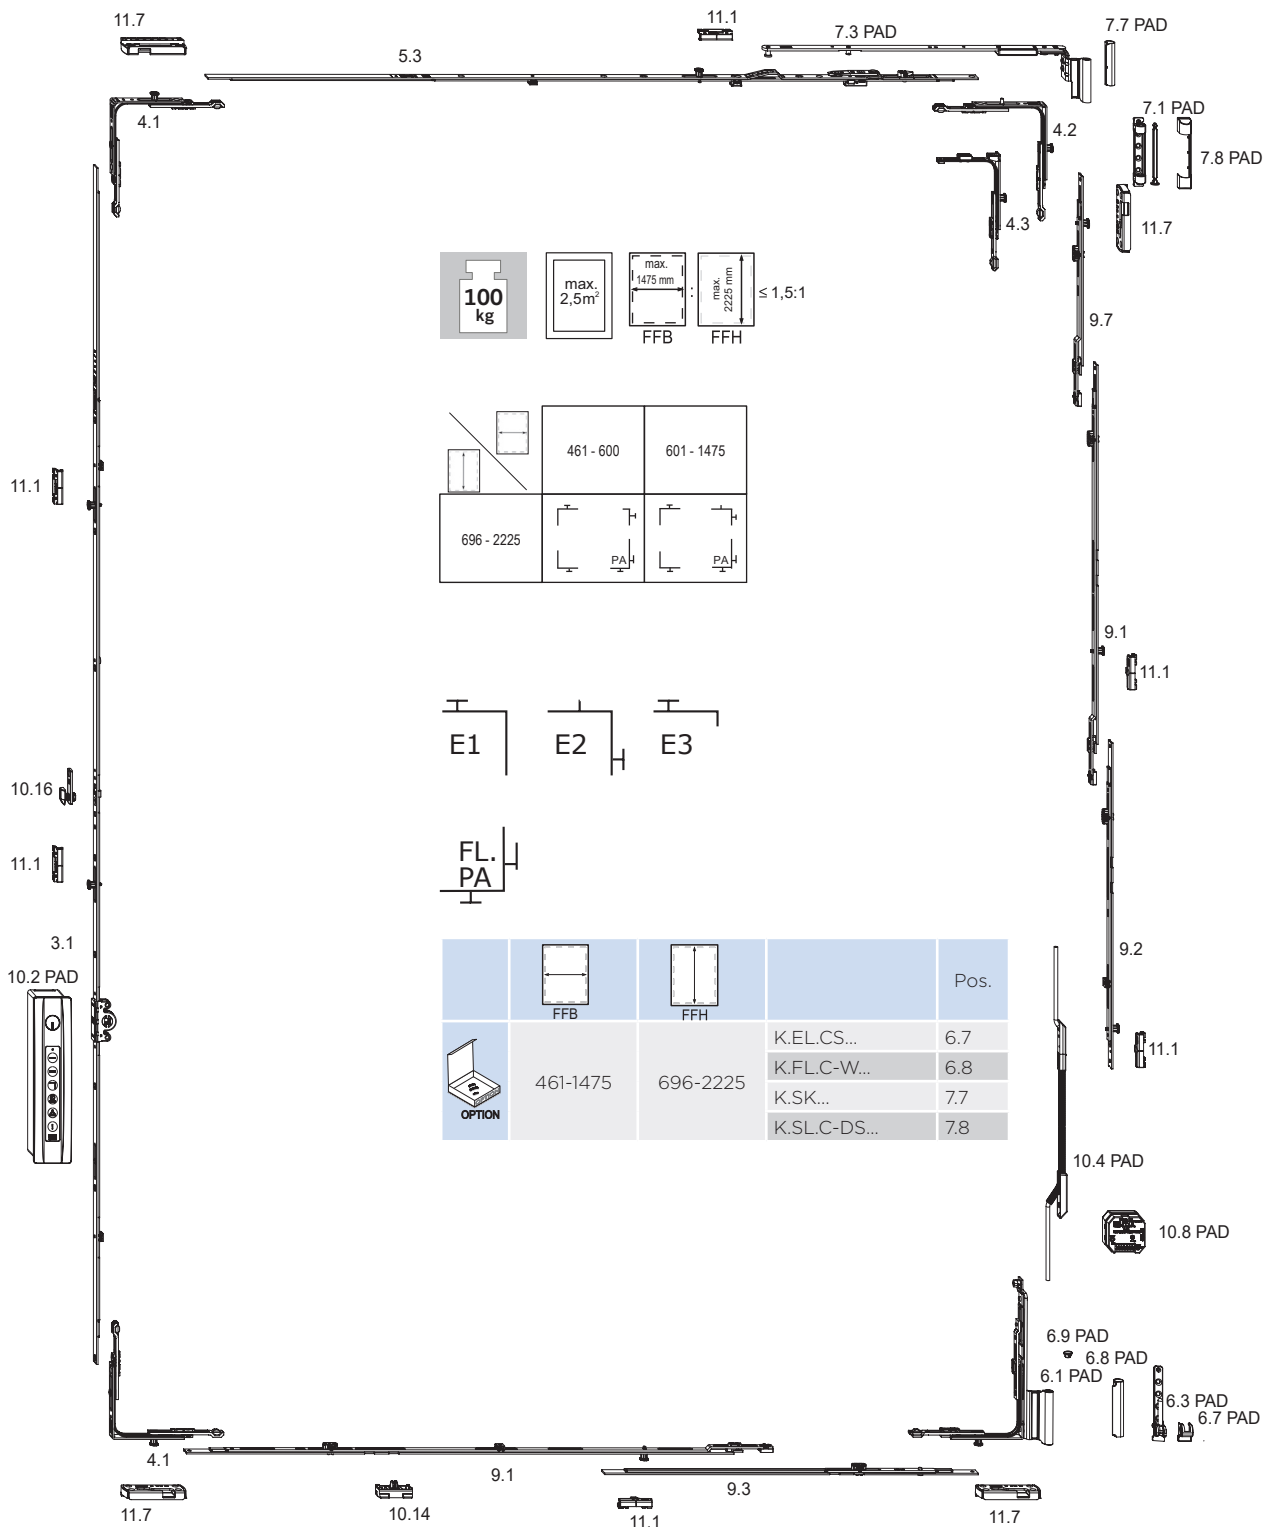 11.7
11.1
7.3 PAD
7.7 PAD
5.3
4.1
4.2
7.1 PAD
7.8 PAD
4.3
11.7
100
kg
max.
2,5m²
max.
1475 mm
:
max.
2225 mm
≤ 1,5:1
FFB
FFH
9.7
461 - 600
601 - 1475
696 - 2225
PA
PA
11.1
9.1
11.1
E1
E2
E3
10.16
11.1
FL.
PA
3.1
10.2 PAD
9.2
11.1
FFB
FFH
Pos.
OPTION
461-1475
696-2225
K.EL.CS...
6.7
K.FL.C-W...
6.8
K.SK...
7.7
K.SL.C-DS...
7.8
10.4 PAD
10.8 PAD
6.9 PAD
6.8 PAD
6.1 PAD
6.3 PAD
6.7 PAD
4.1
9.1
9.3
11.7
10.14
11.1
11.7